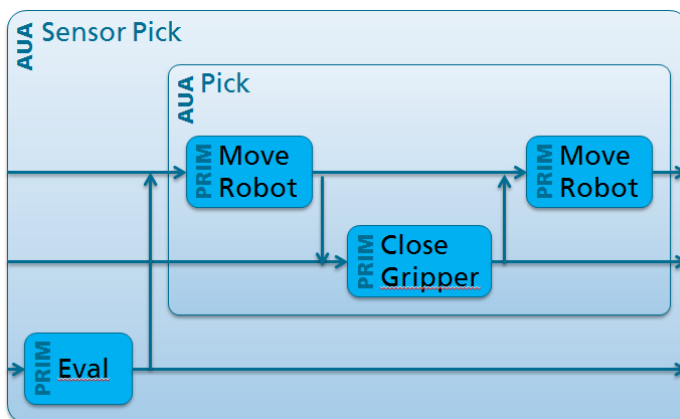 AUA Sensor Pick
AUA Pick
PRIM Move
Robot
PRIM Move
Robot
PRIM Close
Gripper
PRIM Eval